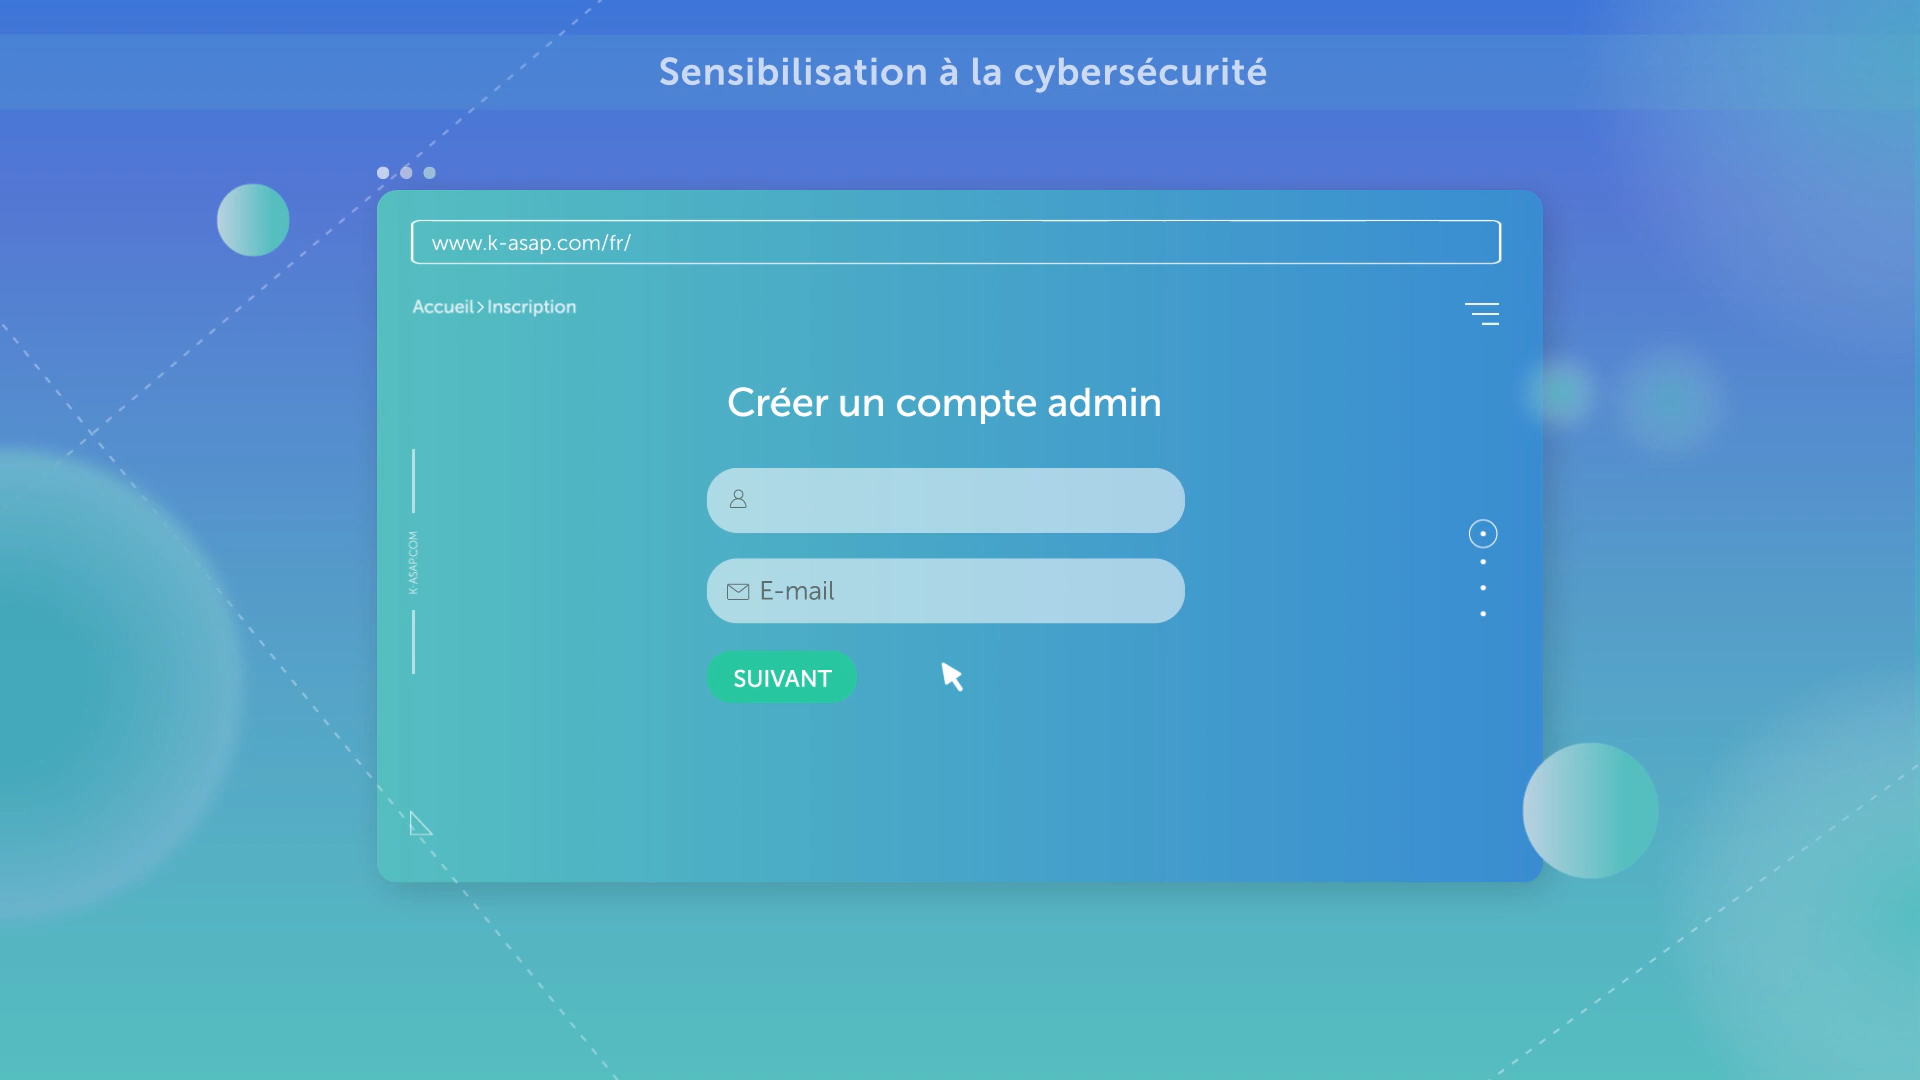 Sensibilisation à la cybersécurité
www.k-asap.com/fr/
Accueil>Inscription
Créer un compte admin
K-ASAP.COM
E-mail
SUIVANT